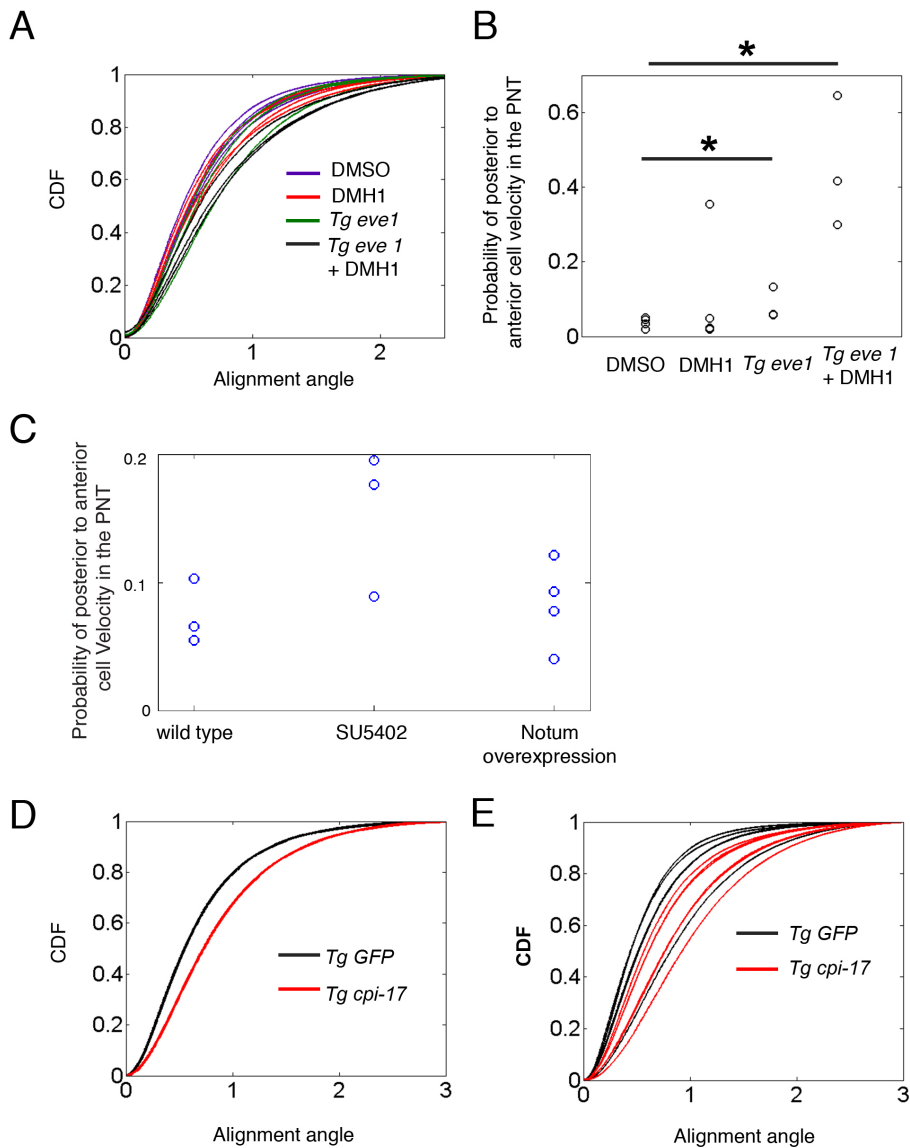 A
CDF
1
0.8
0.6
0.4
0.2
0
0
1
2
Alignment angle
DMSO
DMH1
Tg eve1
Tg eve 1
+ DMH1
B
Probability of posterior to
anterior cell velocity in the PNT
0.6
0.4
0.2
0
*
*
DMSO
DMH1
Tg eve1
Tg eve 1
+ DMH1
C
Probability of posterior to anterior
cell Velocity in the PNT
0.2
0.1
0
wild type
SU5402
Notum
overexpression
D
CDF
1
0.8
0.6
0.4
0.2
0
0
1
2
3
Alignment angle
Tg GFP
Tg cpi-17
E
CDF
1
0.8
0.6
0.4
0.2
0
0
1
2
3
Alignment angle
Tg GFP
Tg cpi-17